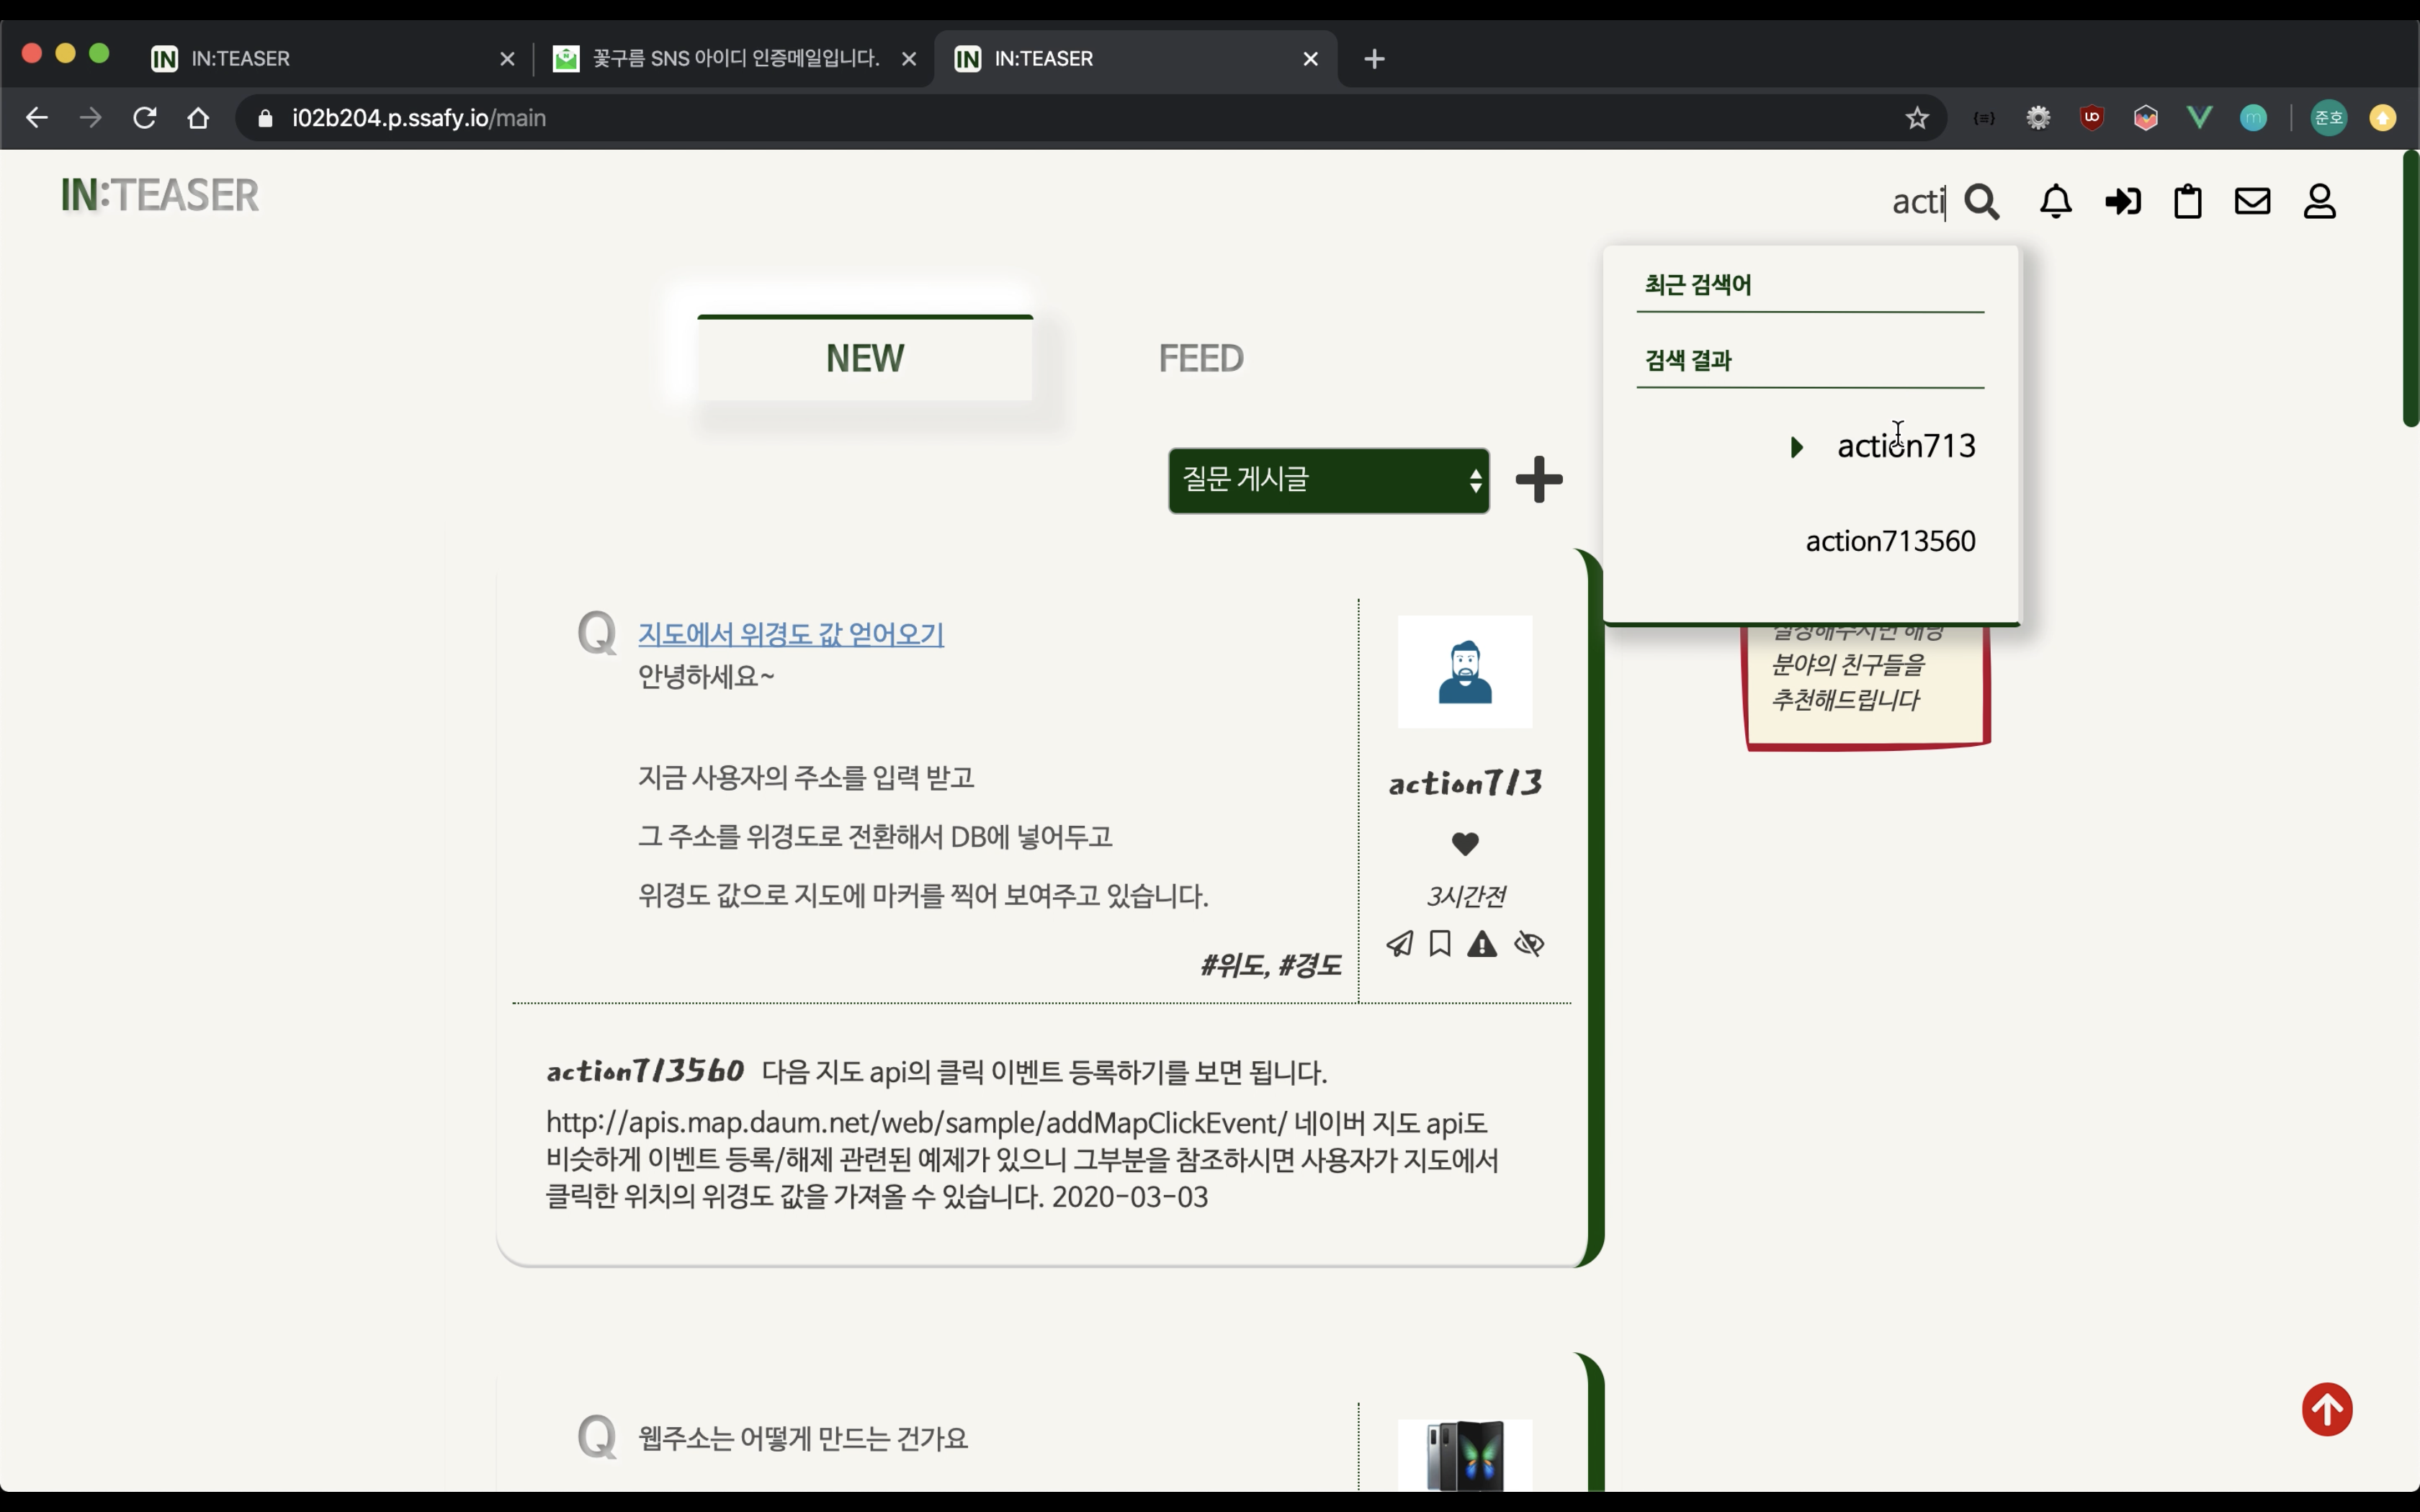 IN:TEASER
꽃구름 SNS 아이디 인증메일입니다.
IN:TEASER
i02b204.p.ssafy.io/main
준호
IN:TEASER
acti
최근 검색어
검색 결과
action713
action713560
NEW
FEED
질문 게시글
분야의 친구들을
추천해드립니다
Q 지도에서 위경도 값 얻어오기
안녕하세요~
지금 사용자의 주소를 입력 받고
그 주소를 위경도로 전환해서 DB에 넣어두고
위경도 값으로 지도에 마커를 찍어 보여주고 있습니다.
#위도, #경도
action713
3시간전
action713560 다음 지도 api의 클릭 이벤트 등록하기를 보면 됩니다.
http://apis.map.daum.net/web/sample/addMapClickEvent/ 네이버 지도 api도
비슷하게 이벤트 등록/해제 관련된 예제가 있으니 그부분을 참조하시면 사용자가 지도에서
클릭한 위치의 위경도 값을 가져올 수 있습니다. 2020-03-03
Q 웹주소는 어떻게 만드는 건가요